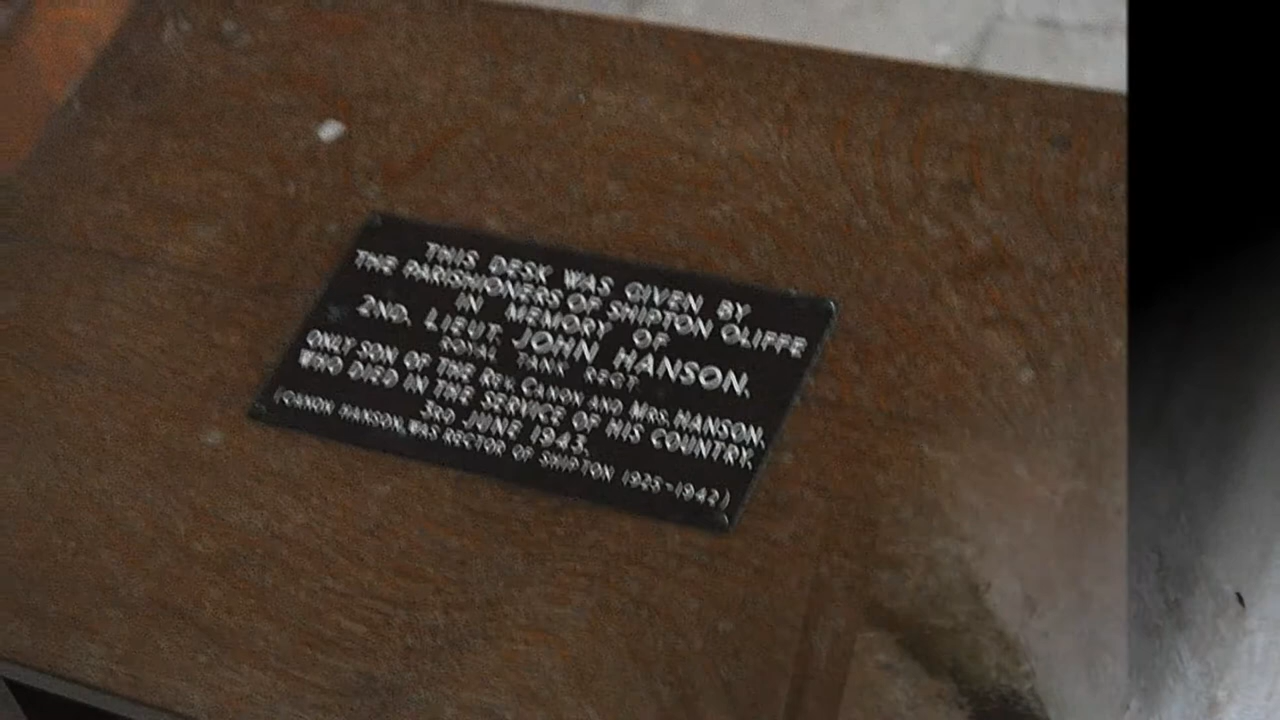 THIS DESK WAS GIVEN BY
THE PARISHIONERS OF SHIPTON OLIFFE
IN MEMORY OF
2ND. LIEUT. JOHN HANSON,
ROYAL TANK REGT
ONLY SON OF THE REV. CANON AND MRS. HANSON,
WHO DIED IN THE SERVICE OF HIS COUNTRY,
3RD JUNE 1943.
(CANON HANSON, WAS RECTOR OF SHIPTON 1925-1942)